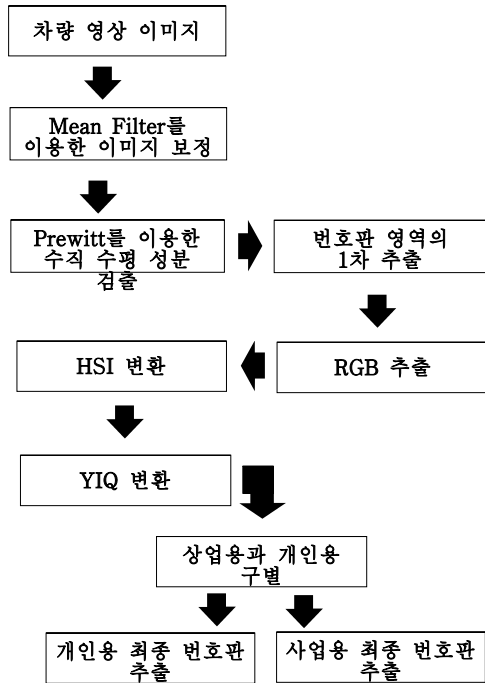 차량 영상 이미지
Mean Filter를
이용한 이미지 보정
Prewitt를 이용한
수직 수평 성분
검출
번호판 영역의
1차 추출
RGB 추출
HSI 변환
YIQ 변환
상업용과 개인용
구별
개인용 최종 번호판
추출
사업용 최종 번호판
추출